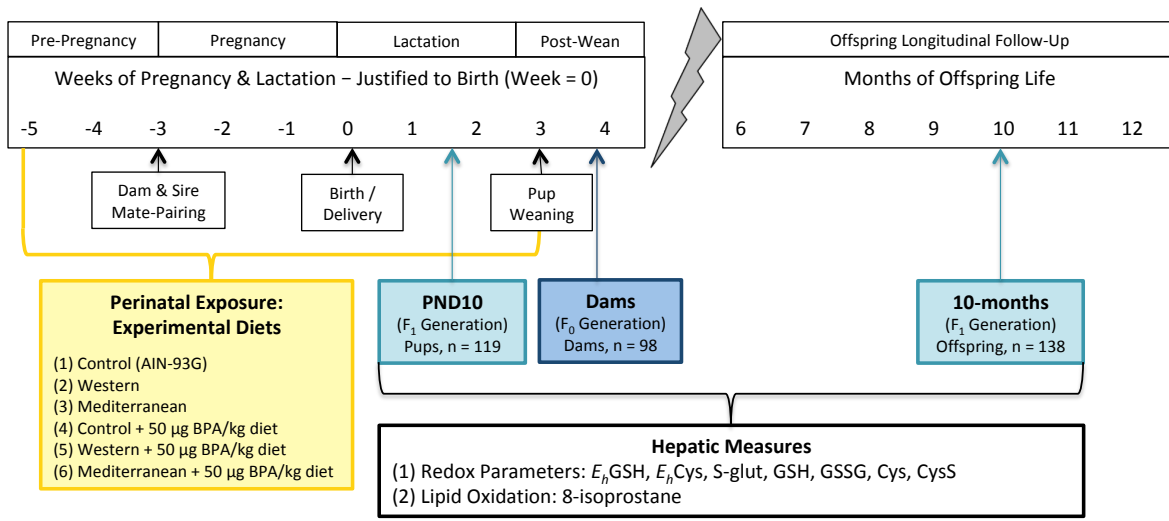 Pre-Pregnancy
Pregnancy
Lactation
Post-Wean
Weeks of Pregnancy & Lactation – Justified to Birth (Week = 0)
-5 -4 -3 -2 -1 0 1 2 3 4
Offspring Longitudinal Follow-Up
Months of Offspring Life
6 7 8 9 10 11 12
Dam & Sire
Mate-Pairing
Birth /
Delivery
Pup
Weaning
Perinatal Exposure:
Experimental Diets
(1) Control (AIN-93G)
(2) Western
(3) Mediterranean
(4) Control + 50 µg BPA/kg diet
(5) Western + 50 µg BPA/kg diet
(6) Mediterranean + 50 µg BPA/kg diet
PND10
(F1 Generation)
Pups, n = 119
Dams
(F0 Generation)
Dams, n = 98
10-months
(F1 Generation)
Offspring, n = 138
Hepatic Measures
(1) Redox Parameters: EhGSH, EhCys, S-glut, GSH, GSSG, Cys, CysS
(2) Lipid Oxidation: 8-isoprostane